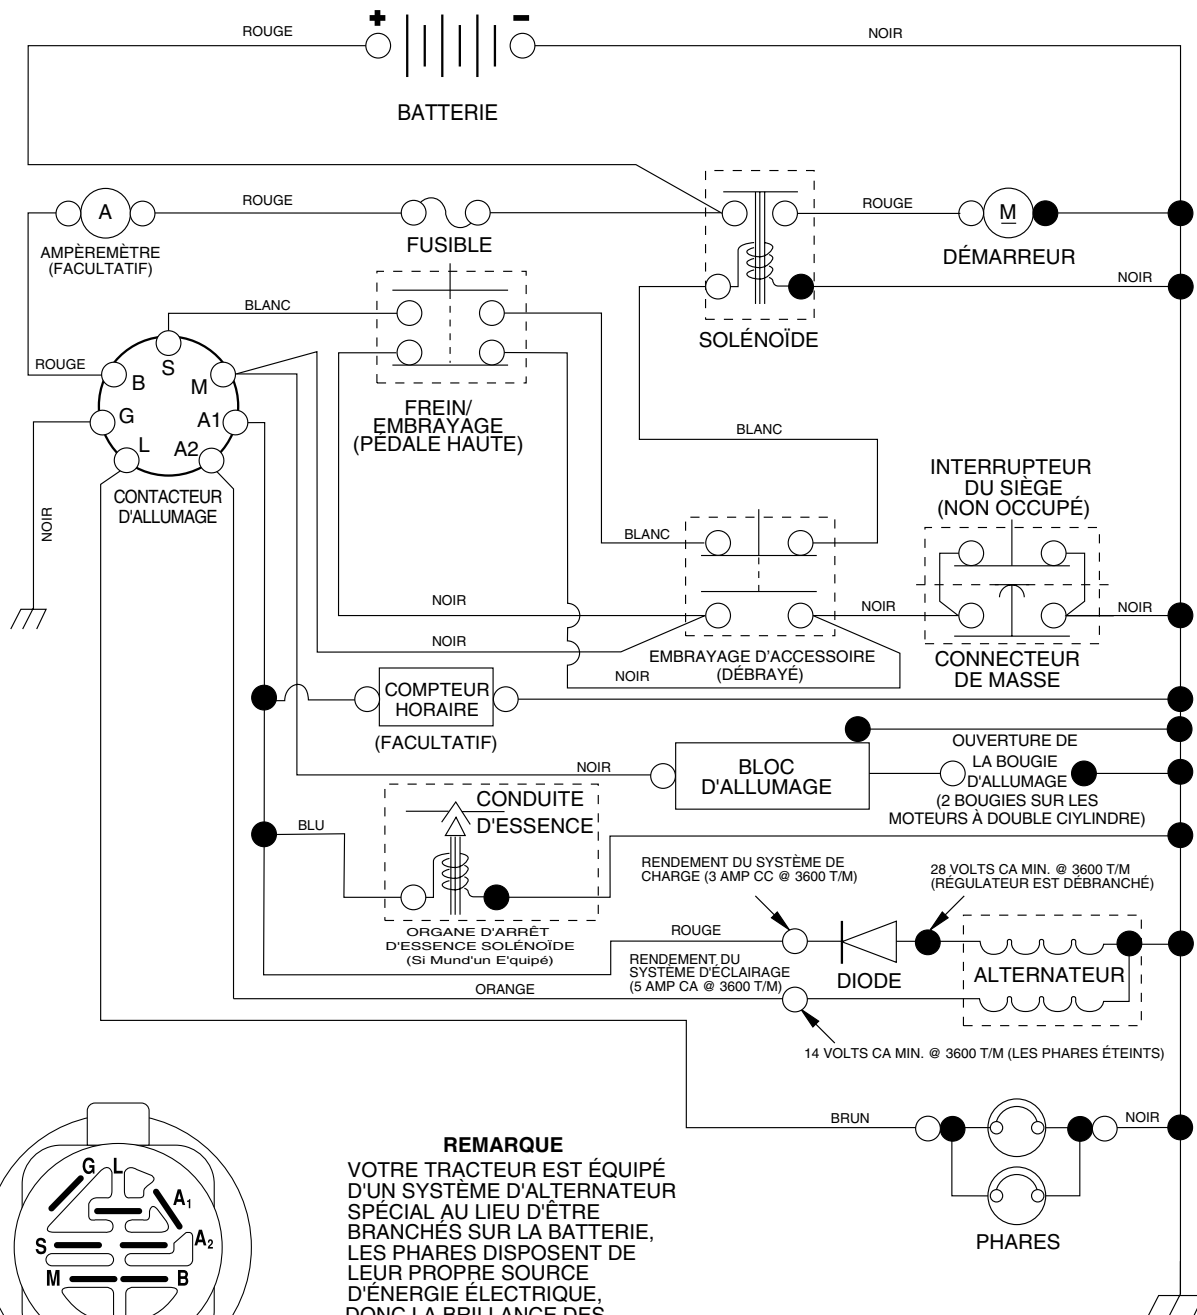 +
-
ROUGE
NOIR
BATTERIE
A
ROUGE
AMPÈREMÈTRE
(FACULTATIF)
FUSIBLE
ROUGE
M
DÉMARREUR
NOIR
SOLÉNOÏDE
BLANC
ROUGE
S
B
M
G
A1
L
A2
CONTACTEUR
D'ALLUMAGE
NOIR
FREIN/
EMBRAYAGE
(PÉDALE HAUTE)
BLANC
INTERRUPTEUR
DU SIÈGE
(NON OCCUPÉ)
BLANC
NOIR
NOIR
NOIR
NOIR
NOIR
EMBRAYAGE D'ACCESSOIRE
(DÉBRAYÉ)
CONNECTEUR
DE MASSE
COMPTEUR
HORAIRE
(FACULTATIF)
NOIR
BLOC
D'ALLUMAGE
OUVERTURE DE
LA BOUGIE
D'ALLUMAGE
(2 BOUGIES SUR LES
MOTEURS À DOUBLE CIYLINDRE)
BLU
CONDUITE
D'ESSENCE
ORGANE D'ARRÊT
D'ESSENCE SOLÉNOÏDE
(Si Mund'un E'quipé)
RENDEMENT DU SYSTÈME DE
CHARGE (3 AMP CC @ 3600 T/M)
28 VOLTS CA MIN. @ 3600 T/M
(RÉGULATEUR EST DÉBRANCHÉ)
ROUGE
RENDEMENT DU
SYSTÈME D'ÉCLAIRAGE
(5 AMP CA @ 3600 T/M)
DIODE
ALTERNATEUR
ORANGE
14 VOLTS CA MIN. @ 3600 T/M (LES PHARES ÉTEINTS)
BRUN
NOIR
PHARES
G
L
A1
A2
S
M
B
REMARQUE
VOTRE TRACTEUR EST ÉQUIPÉ
D'UN SYSTÈME D'ALTERNATEUR
SPÉCIAL AU LIEU D'ÊTRE
BRANCHÉS SUR LA BATTERIE,
LES PHARES DISPOSENT DE
LEUR PROPRE SOURCE
D'ÉNERGIE ÉLECTRIQUE,
DONC LA BRILLANCE DES